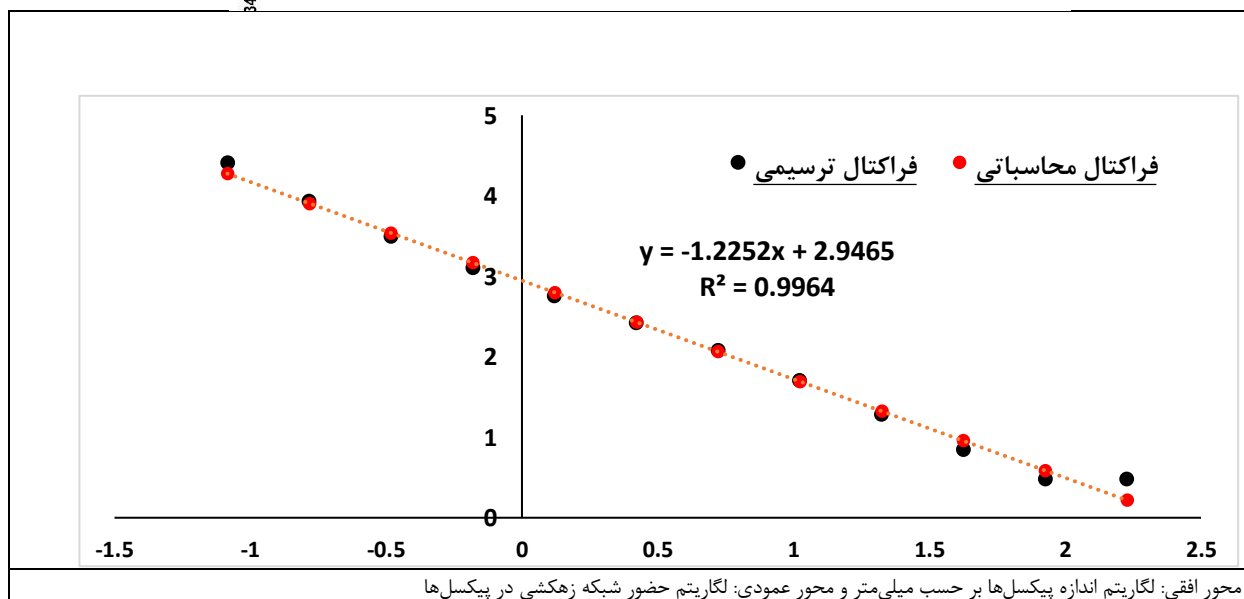 34
5
فراکتال ترسیمی فراکتال محاسباتی
4
y = -1.2252x + 2.9465
3
R² = 0.9964
2
1
0
-1.5 -1 -0.5 0 0.5 1 1.5 2 2.5
محور افقی: لگاریتم اندازه پیکسل‌ها بر حسب میلی‌متر و محور عمودی: لگاریتم حضور شبکه زهکشی در پیکسل‌ها